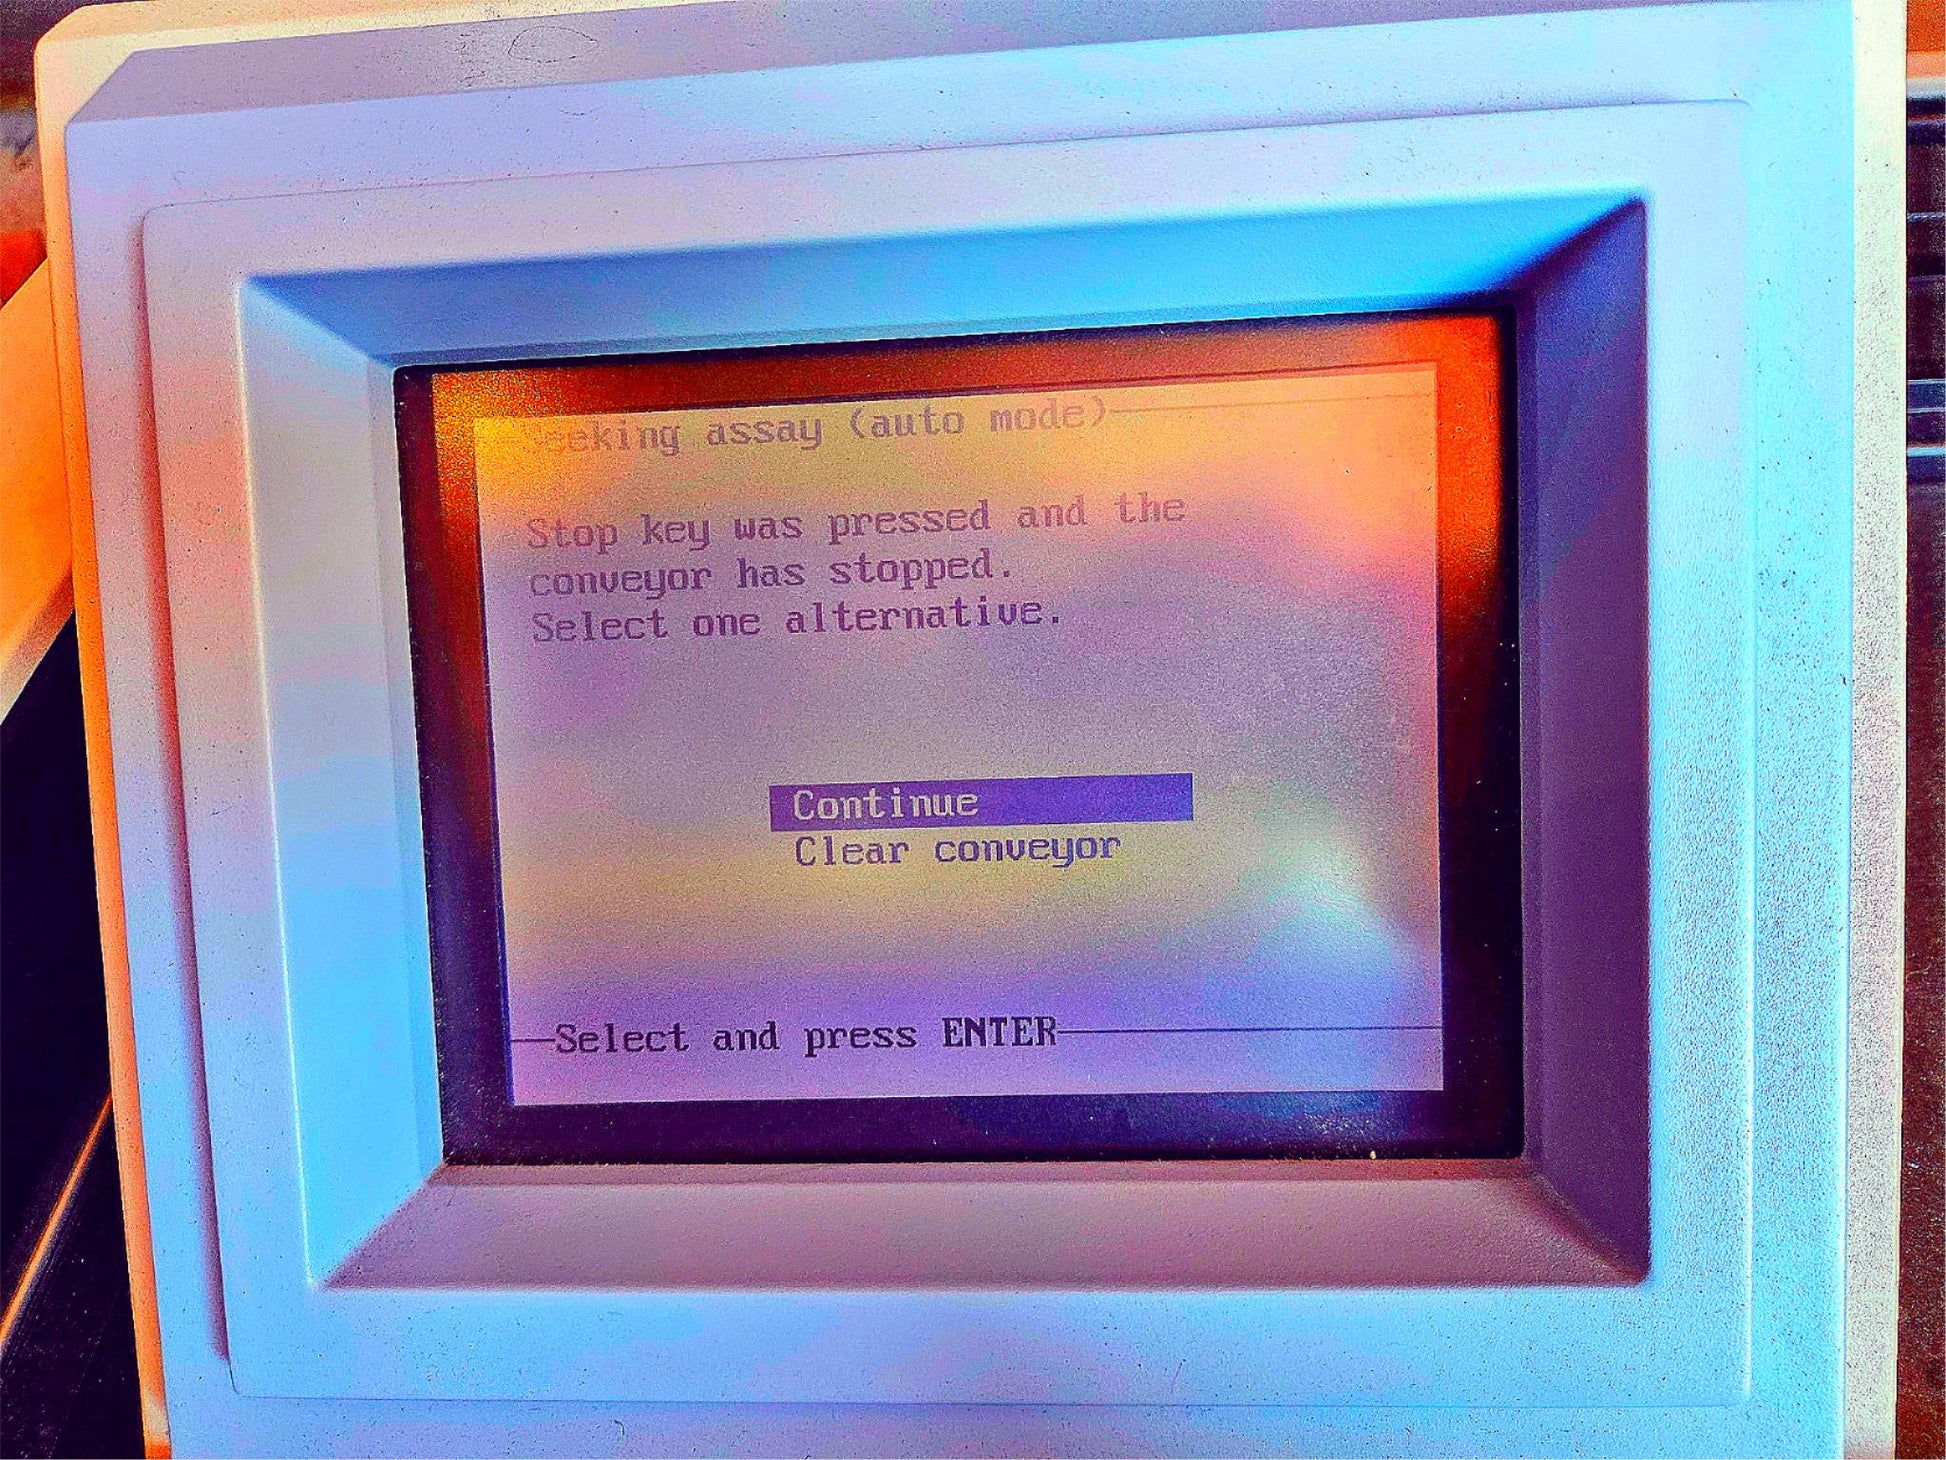 Seeking assay (auto mode)
Stop key was pressed and the
conveyor has stopped.
Select one alternative.
Continue
Clear conveyor
Select and press ENTER